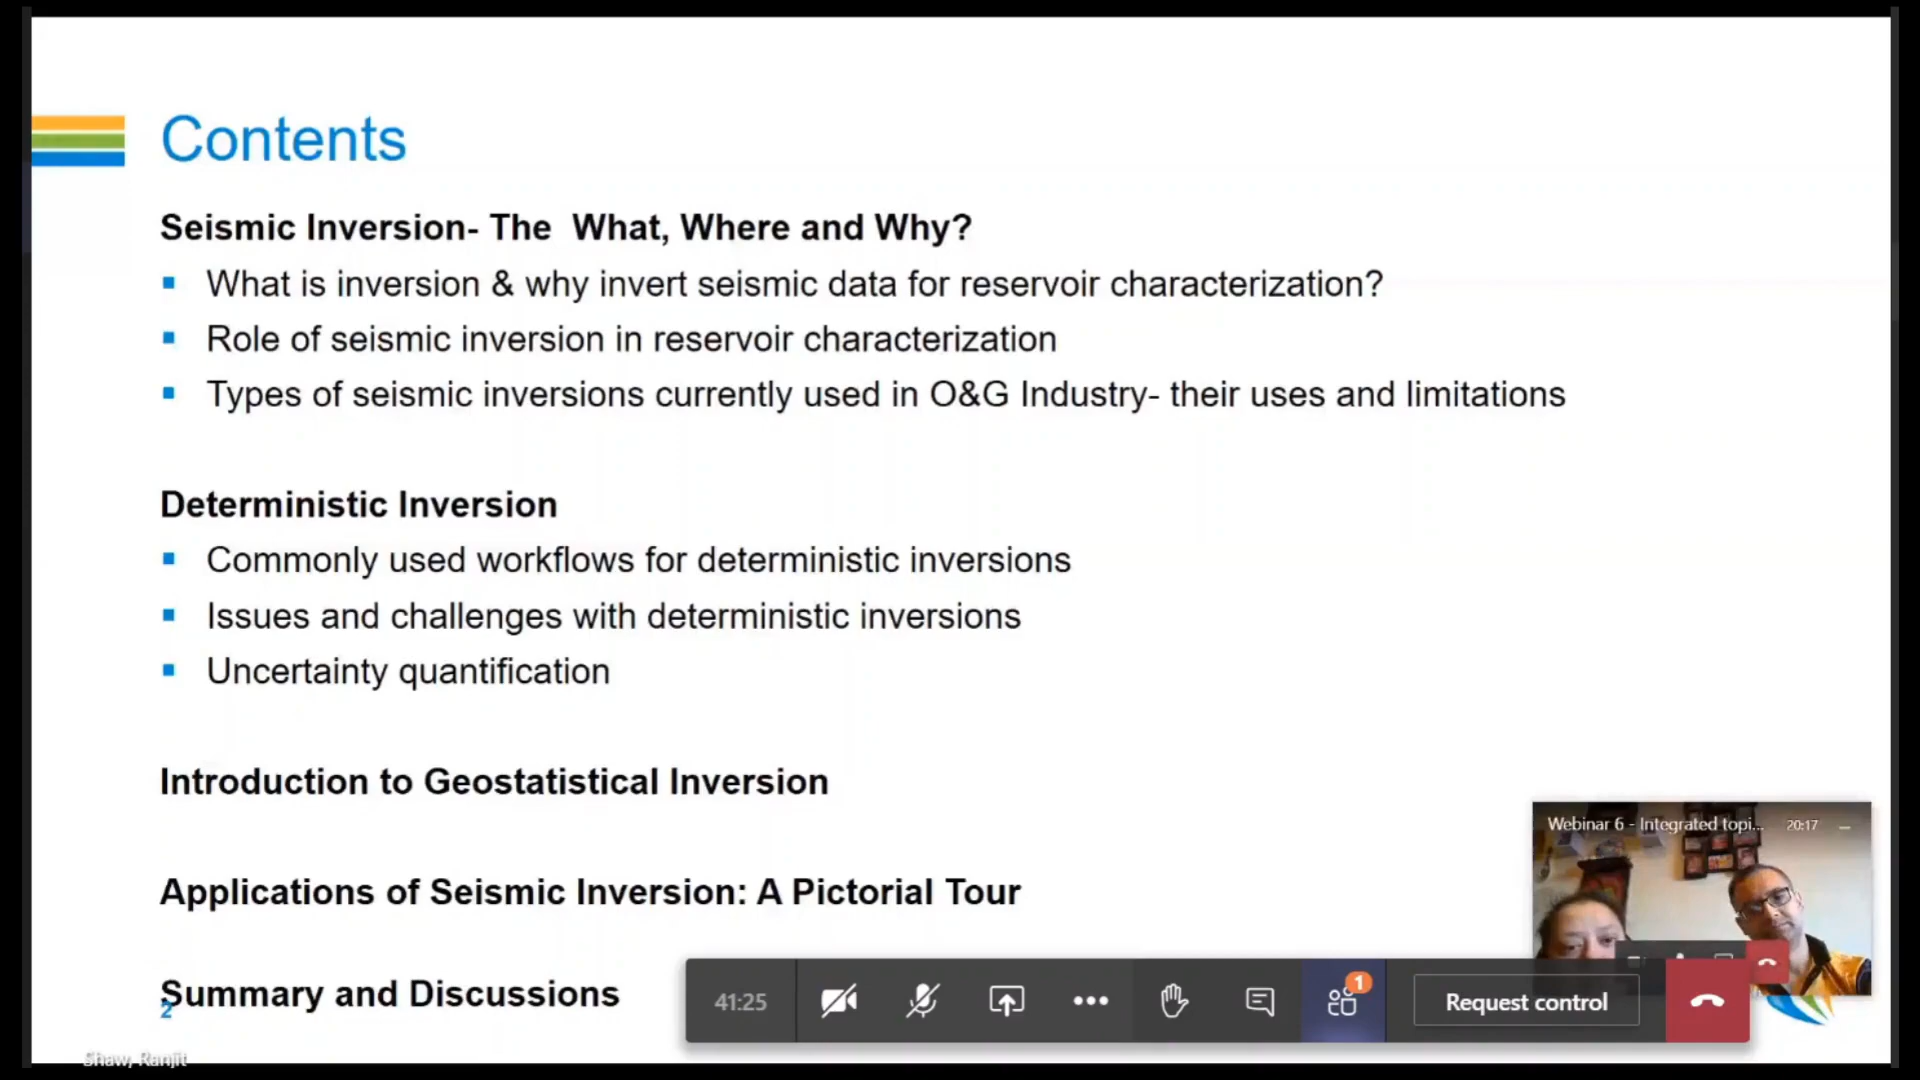 Contents
Seismic Inversion- The What, Where and Why?
What is inversion & why invert seismic data for reservoir characterization?
Role of seismic inversion in reservoir characterization
Types of seismic inversions currently used in O&G Industry- their uses and limitations
Deterministic Inversion
Commonly used workflows for deterministic inversions
Issues and challenges with deterministic inversions
Uncertainty quantification
Introduction to Geostatistical Inversion
Webinar 6 - Integrated topi... 20:17
Applications of Seismic Inversion: A Pictorial Tour
Summary and Discussions
2
41:25
1
Request control
Shaw, Ranjit